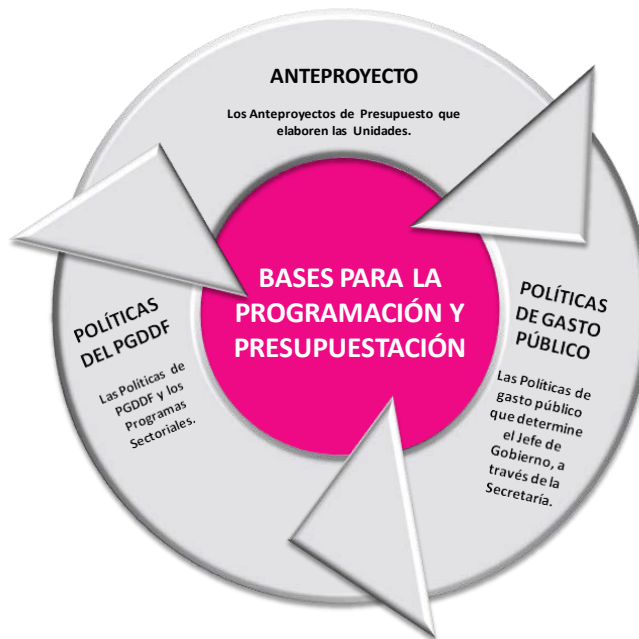 ANTEPROYECTO
Los Anteproyectos de Presupuesto que
elaboren las Unidades.
BASES PARA LA
PROGRAMACIÓN Y
PRESUPUESTACIÓN
POLÍTICAS
DE GASTO
PÚBLICO
Las Políticas de
gasto público
que determine
el Jefe de
Gobierno, a
través de la
Secretaría.
POLÍTICAS
DEL PGDDF
Las Políticas de
PGDDF y los
Programas
Sectoriales.